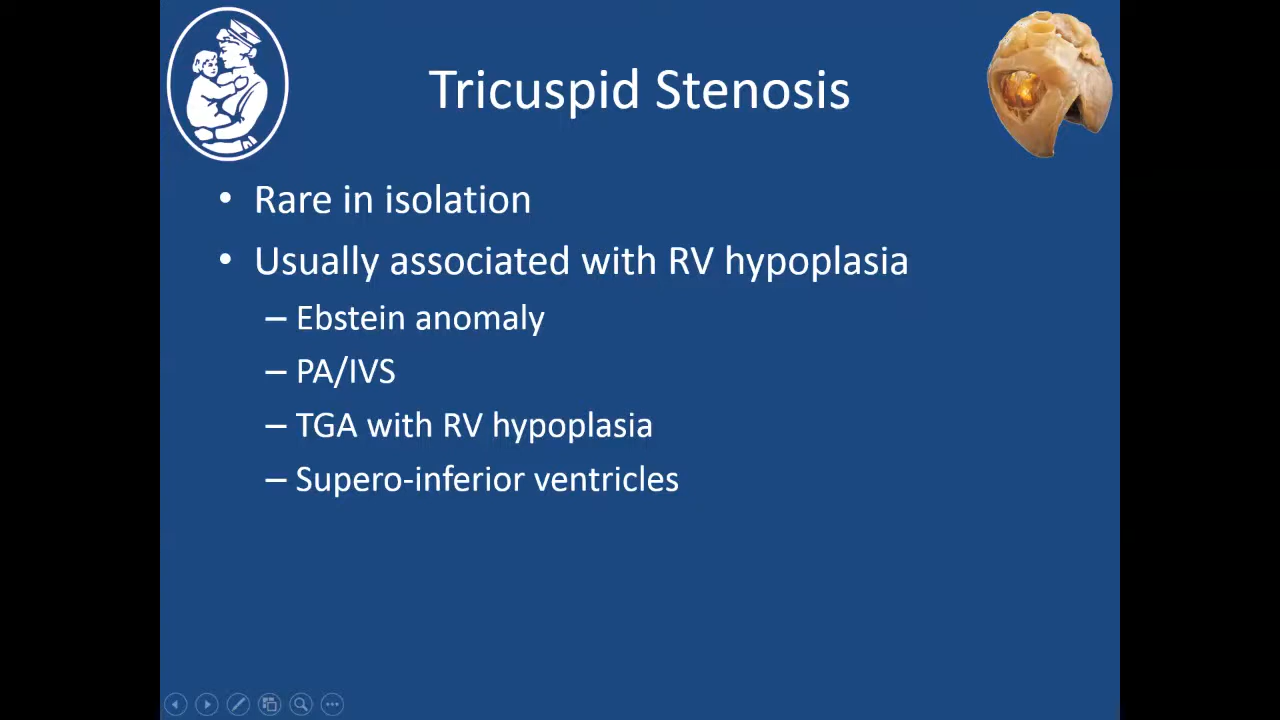 Tricuspid Stenosis
• Rare in isolation
• Usually associated with RV hypoplasia
– Ebstein anomaly
– PA/IVS
– TGA with RV hypoplasia
– Supero-inferior ventricles